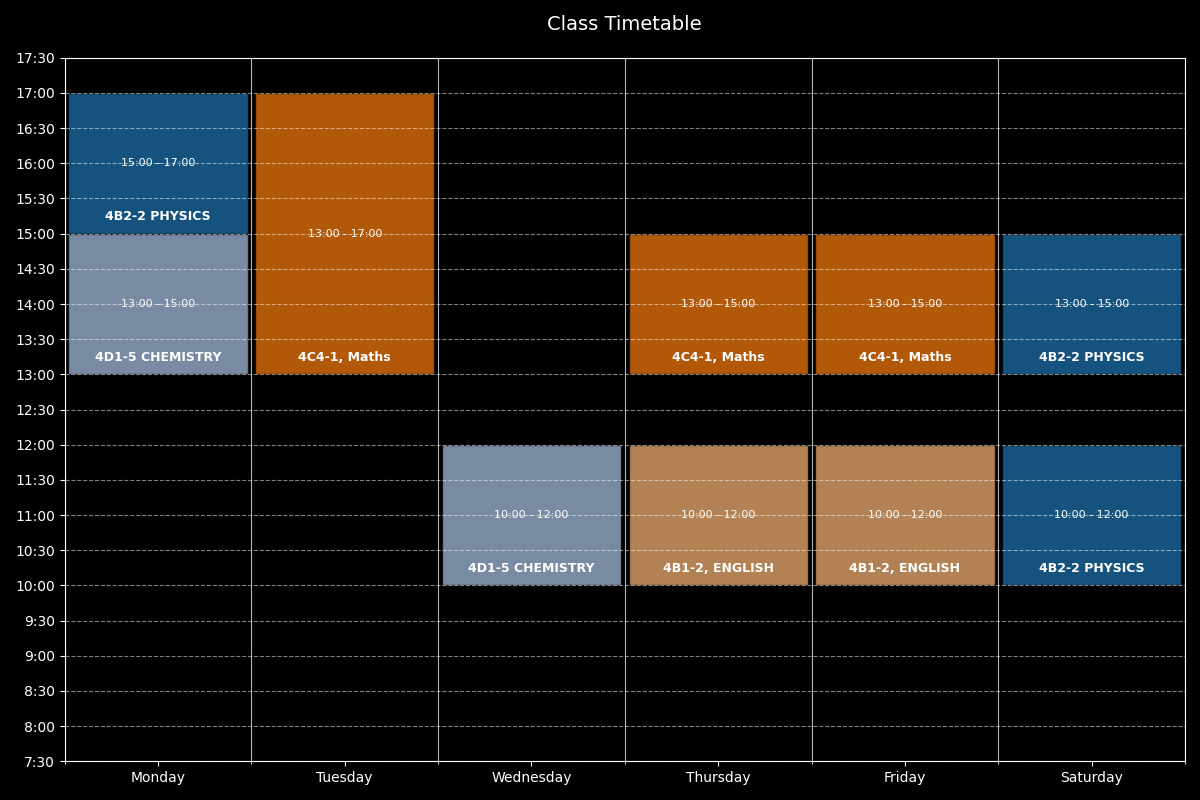 Class Timetable
17:30
17:00
16:30
16:00
15:30
15:00
14:30
14:00
13:30
13:00
12:30
12:00
11:30
11:00
10:30
10:00
9:30
9:00
8:30
8:00
7:30
15:00 - 17:00
4B2-2 PHYSICS
13:00 - 15:00
4D1-5 CHEMISTRY
13:00 - 17:00
4C4-1, Maths
10:00 - 12:00
4D1-5 CHEMISTRY
13:00 - 15:00
4C4-1, Maths
10:00 - 12:00
4B1-2, ENGLISH
13:00 - 15:00
4C4-1, Maths
10:00 - 12:00
4B1-2, ENGLISH
13:00 - 15:00
4B2-2 PHYSICS
10:00 - 12:00
4B2-2 PHYSICS
Monday
Tuesday
Wednesday
Thursday
Friday
Saturday